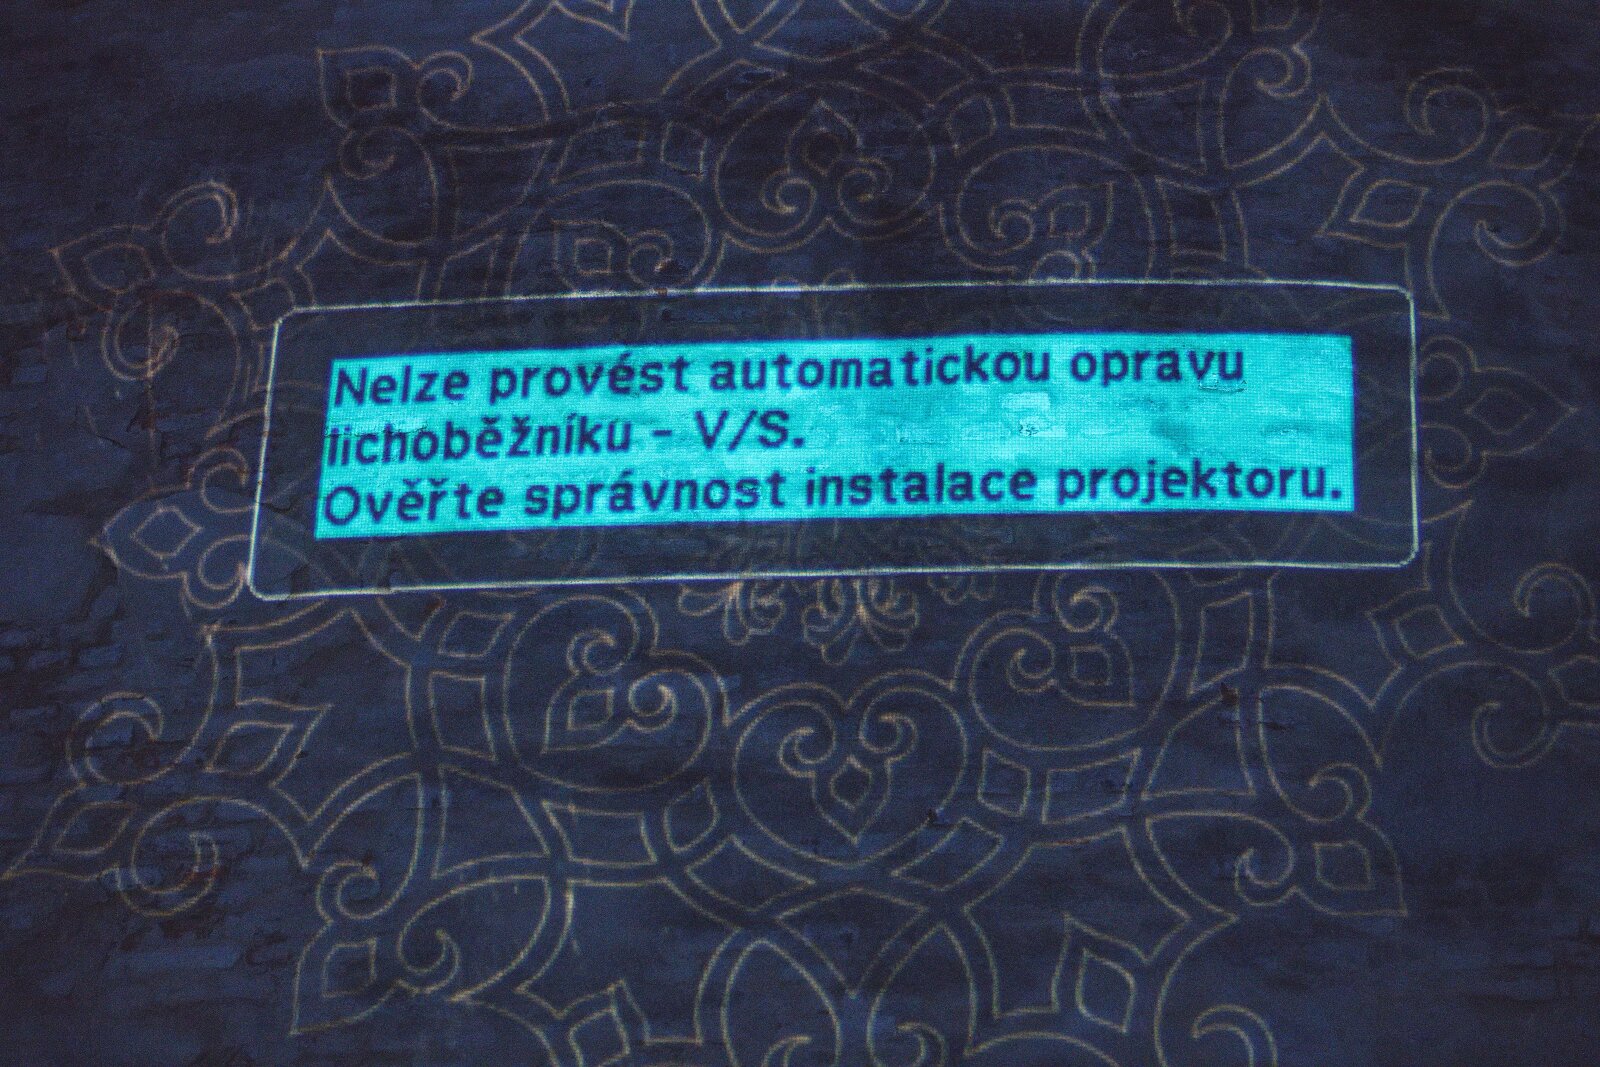 Nelze provést automatickou opravu
lichoběžníku - V/S.
Ověřte správnost instalace projektoru.